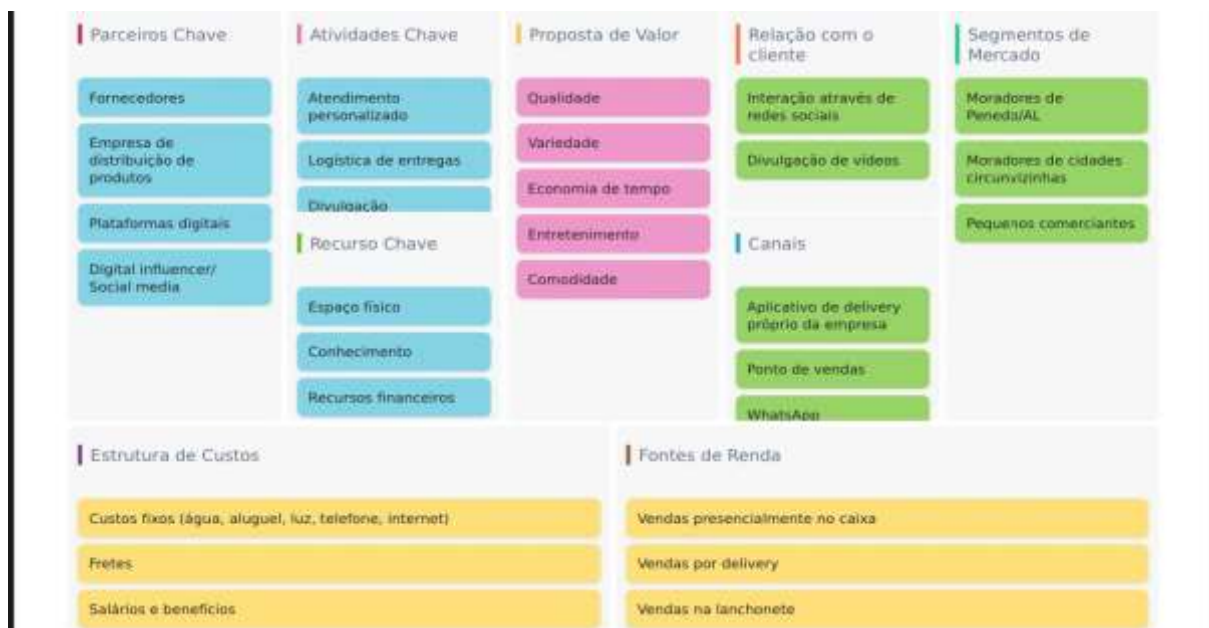 Parceiros Chave
Fornecedores
Empresa de
distribuição de
produtos
Plataformas digitais
Digital influencer/
Social media
Atividades Chave
Atendimento
personalizado
Logística de entregas
Divulgação
Recurso Chave
Espaço físico
Conhecimento
Recursos financeiros
Proposta de Valor
Qualidade
Variedade
Economia de tempo
Entretenimento
Comodidade
Relação com o
cliente
Interação através de
redes sociais
Divulgação de vídeos
Canais
Aplicativo de delivery
próprio da empresa
Ponto de vendas
WhatsApp
Segmentos de
Mercado
Moradores de
Penedo/AL
Moradores de cidades
circunvizinhas
Pequenos comerciantes
Estrutura de Custos
Custos fixos (água, aluguel, luz, telefone, internet)
Fretes
Salários e benefícios
Fontes de Renda
Vendas presencialmente no caixa
Vendas por delivery
Vendas na lanchonete